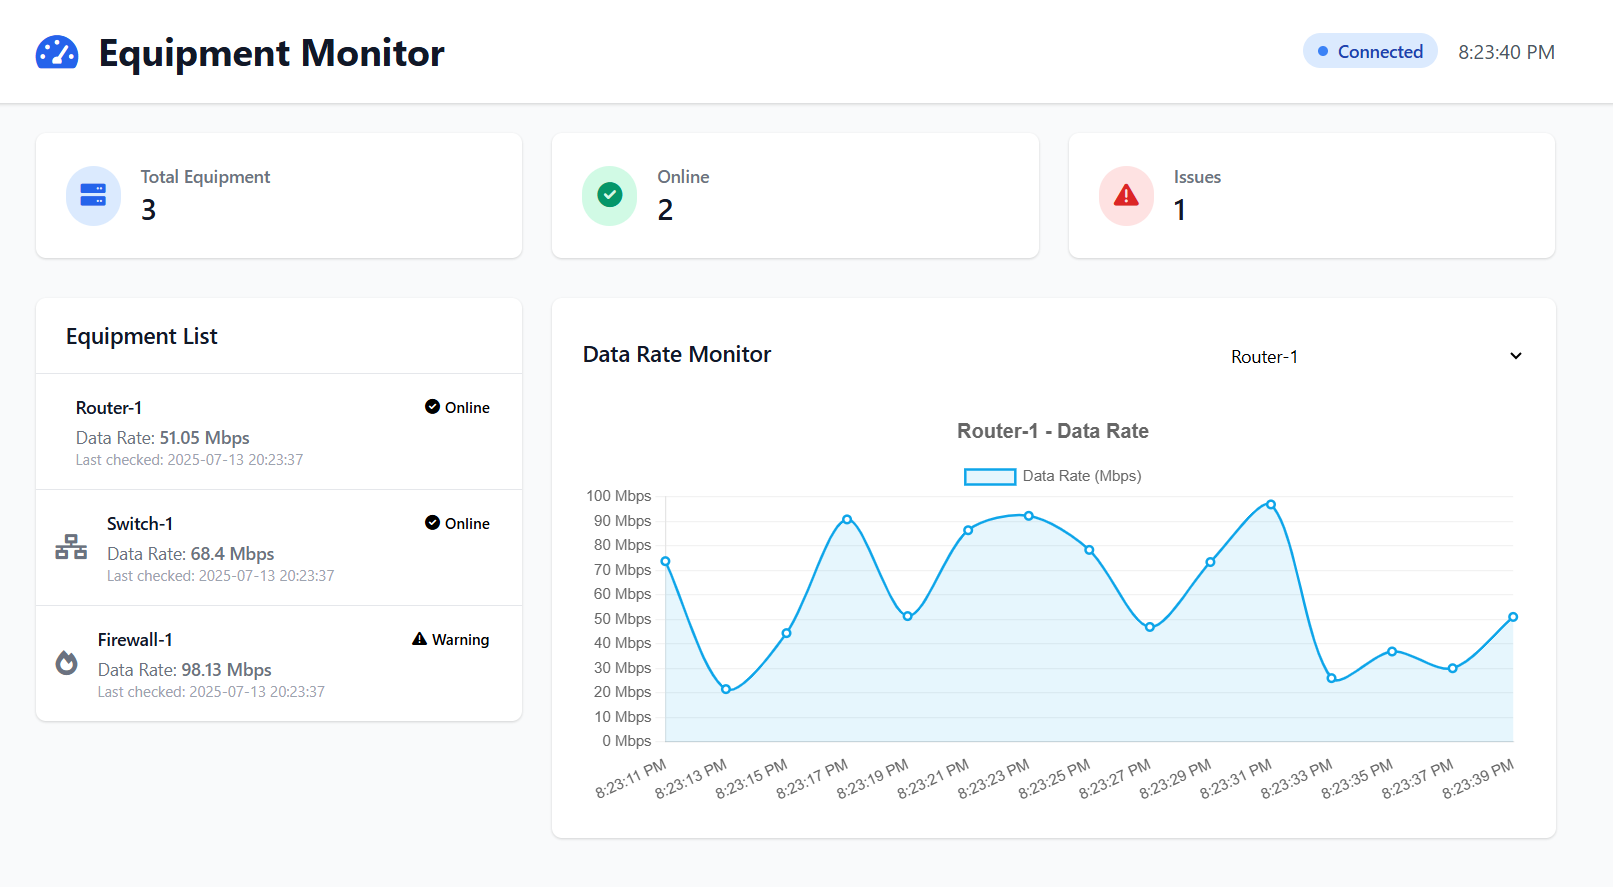 Equipment Monitor
Connected
8:23:40 PM
Total Equipment
3
Online
2
Issues
1
Equipment List
Router-1
Online
Data Rate: 51.05 Mbps
Last checked: 2025-07-13 20:23:37
Switch-1
Online
Data Rate: 68.4 Mbps
Last checked: 2025-07-13 20:23:37
Firewall-1
Warning
Data Rate: 98.13 Mbps
Last checked: 2025-07-13 20:23:37
Data Rate Monitor
Router-1
Router-1 - Data Rate
Data Rate (Mbps)
100 Mbps
90 Mbps
80 Mbps
70 Mbps
60 Mbps
50 Mbps
40 Mbps
30 Mbps
20 Mbps
10 Mbps
0 Mbps
8:23:11 PM
8:23:13 PM
8:23:15 PM
8:23:17 PM
8:23:19 PM
8:23:21 PM
8:23:23 PM
8:23:25 PM
8:23:27 PM
8:23:29 PM
8:23:31 PM
8:23:33 PM
8:23:35 PM
8:23:37 PM
8:23:39 PM